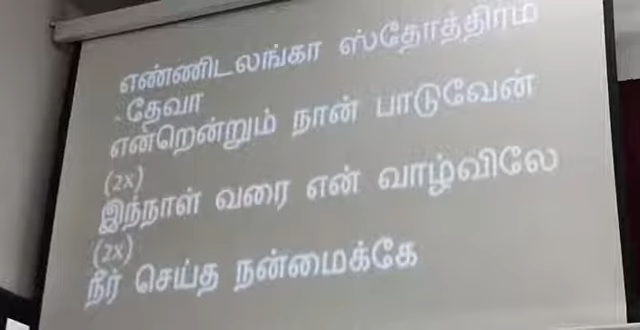 எண்ணிடலங்கா ஸ்தோத்திரம்
- தேவா
என்றென்றும் நான் பாடுவேன்
(2x)
இந்நாள் வரை என் வாழ்விலே
(2x)
நீர் செய்த நன்மைக்கே